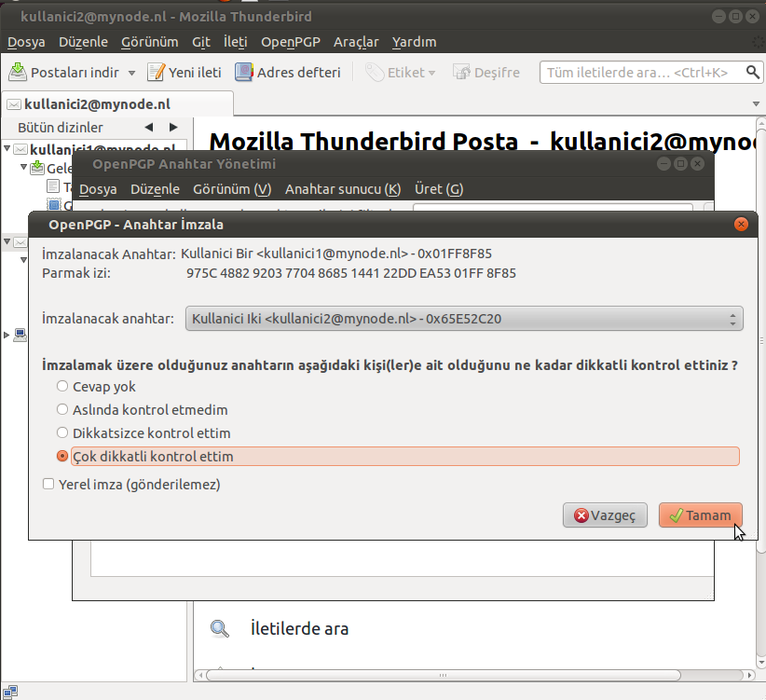 kullanici2@mynode.nl - Mozilla Thunderbird
Dosya Düzenle Görünüm Git İleti OpenPGP Araçlar Yardım
Postaları indir Yeni ileti Adres defteri Etiket Deşifre Tüm iletilerde ara... <Ctrl+K>
kullanici2@mynode.nl
Bütün dizinler
Mozilla Thunderbird Posta - kullanici2@myno
kullanici1@mynode.nl
Gele
OpenPGP Anahtar Yönetimi
Dosya Düzenle Görünüm (V) Anahtar sunucu (K) Üret (G)
OpenPGP - Anahtar İmzala
İmzalanacak Anahtar: Kullanici Bir <kullanici1@mynode.nl> - 0x01FF8F85
Parmak izi: 975C 4882 9203 7704 8685 1441 22DD EA53 01FF 8F85
İmzalanacak anahtar: Kullanici Iki <kullanici2@mynode.nl> - 0x65E52C20
İmzalamak üzere olduğunuz anahtarın aşağıdaki kişi(ler)e ait olduğunu ne kadar dikkatli kontrol ettiniz ?
Cevap yok
Aslında kontrol etmedim
Dikkatsizce kontrol ettim
Çok dikkatli kontrol ettim
Yerel imza (gönderilemez)
Vazgeç Tamam
İletilerde ara